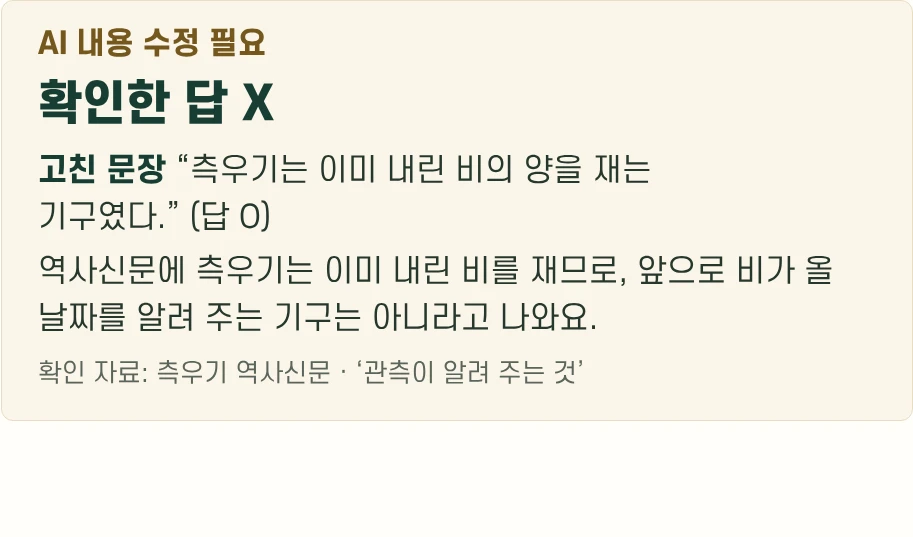 AI 내용 수정 필요
확인한 답 X
고친 문장 “측우기는 이미 내린 비의 양을 재는
기구였다.” (답 O)
역사신문에 측우기는 이미 내린 비를 재므로, 앞으로 비가 올
날짜를 알려 주는 기구는 아니라고 나와요.
확인 자료: 측우기 역사신문 · ‘관측이 알려 주는 것’